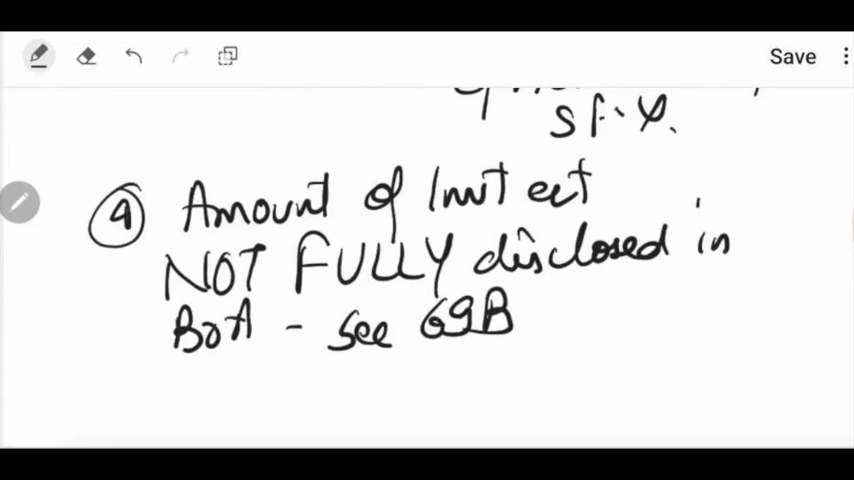 Save
S F.Y.
4 Amount of Invt ect
NOT FULLY disclosed in
BoA - see 69B